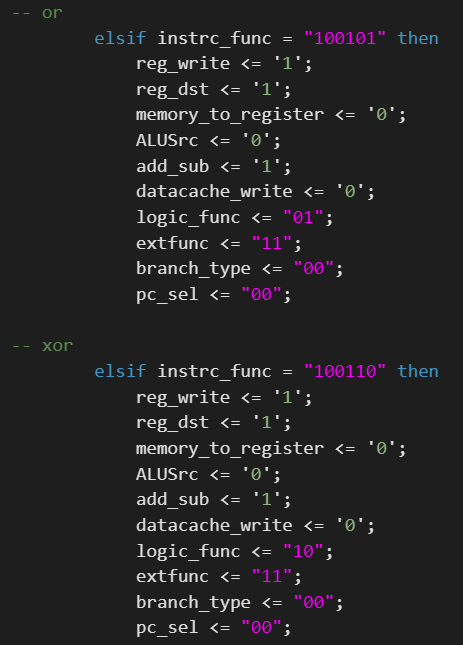 -- or
elsif instrc_func = "100101" then
reg_write <= '1';
reg_dst <= '1';
memory_to_register <= '0';
ALUSrc <= '0';
add_sub <= '1';
datacache_write <= '0';
logic_func <= "01";
extfunc <= "11";
branch_type <= "00";
pc_sel <= "00";
-- xor
elsif instrc_func = "100110" then
reg_write <= '1';
reg_dst <= '1';
memory_to_register <= '0';
ALUSrc <= '0';
add_sub <= '1';
datacache_write <= '0';
logic_func <= "10";
extfunc <= "11";
branch_type <= "00";
pc_sel <= "00";